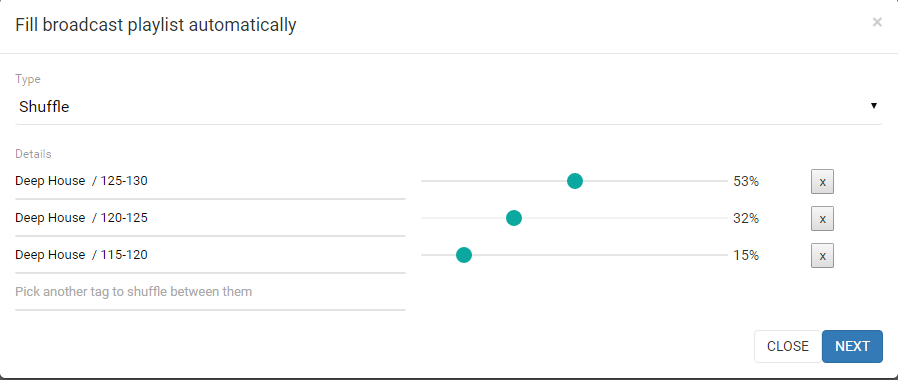 Fill broadcast playlist automatically ×
Type
Shuffle ▼
Details
Deep House / 125-130 53% x
Deep House / 120-125 32% x
Deep House / 115-120 15% x
Pick another tag to shuffle between them
CLOSE NEXT